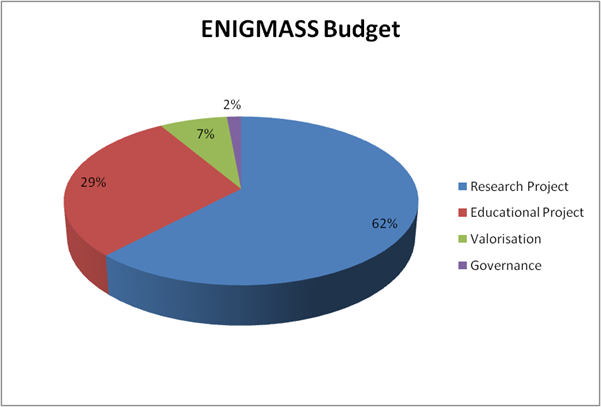 ENIGMASS Budget
2%
7%
29%
62%
Research Project
Educational Project
Valorisation
Governance